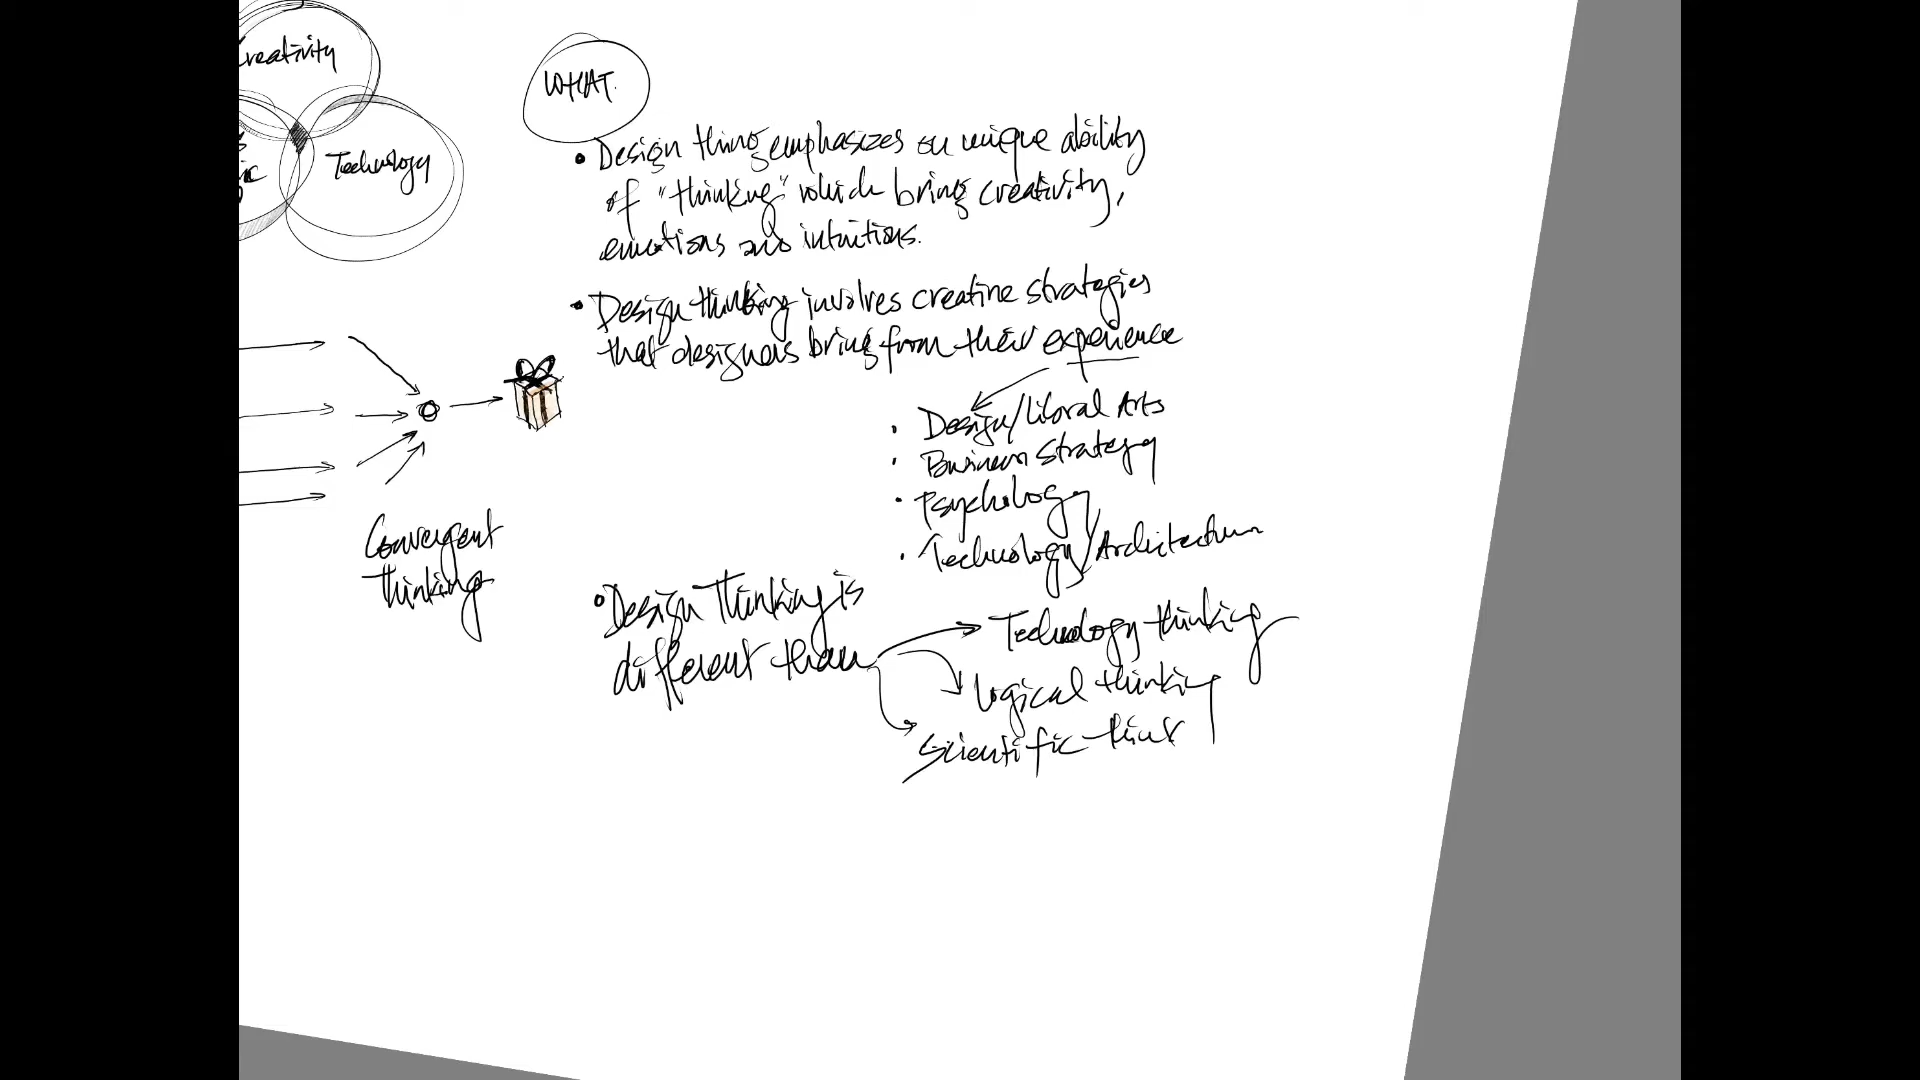 Creativity
Technology
Convergent
thinking
WHAT.
• Design thing emphasizes on unique ability
of "thinking" which bring creativity,
emotions and intuitions.
• Design thinking involves creative strategies
that designers bring from their experience
• Design/Liberal Arts
• Business Strategy
• Psychology
• Technology/Architecture
• Design Thinking is
different than
Technology thinking
Logical thinking
Scientific think